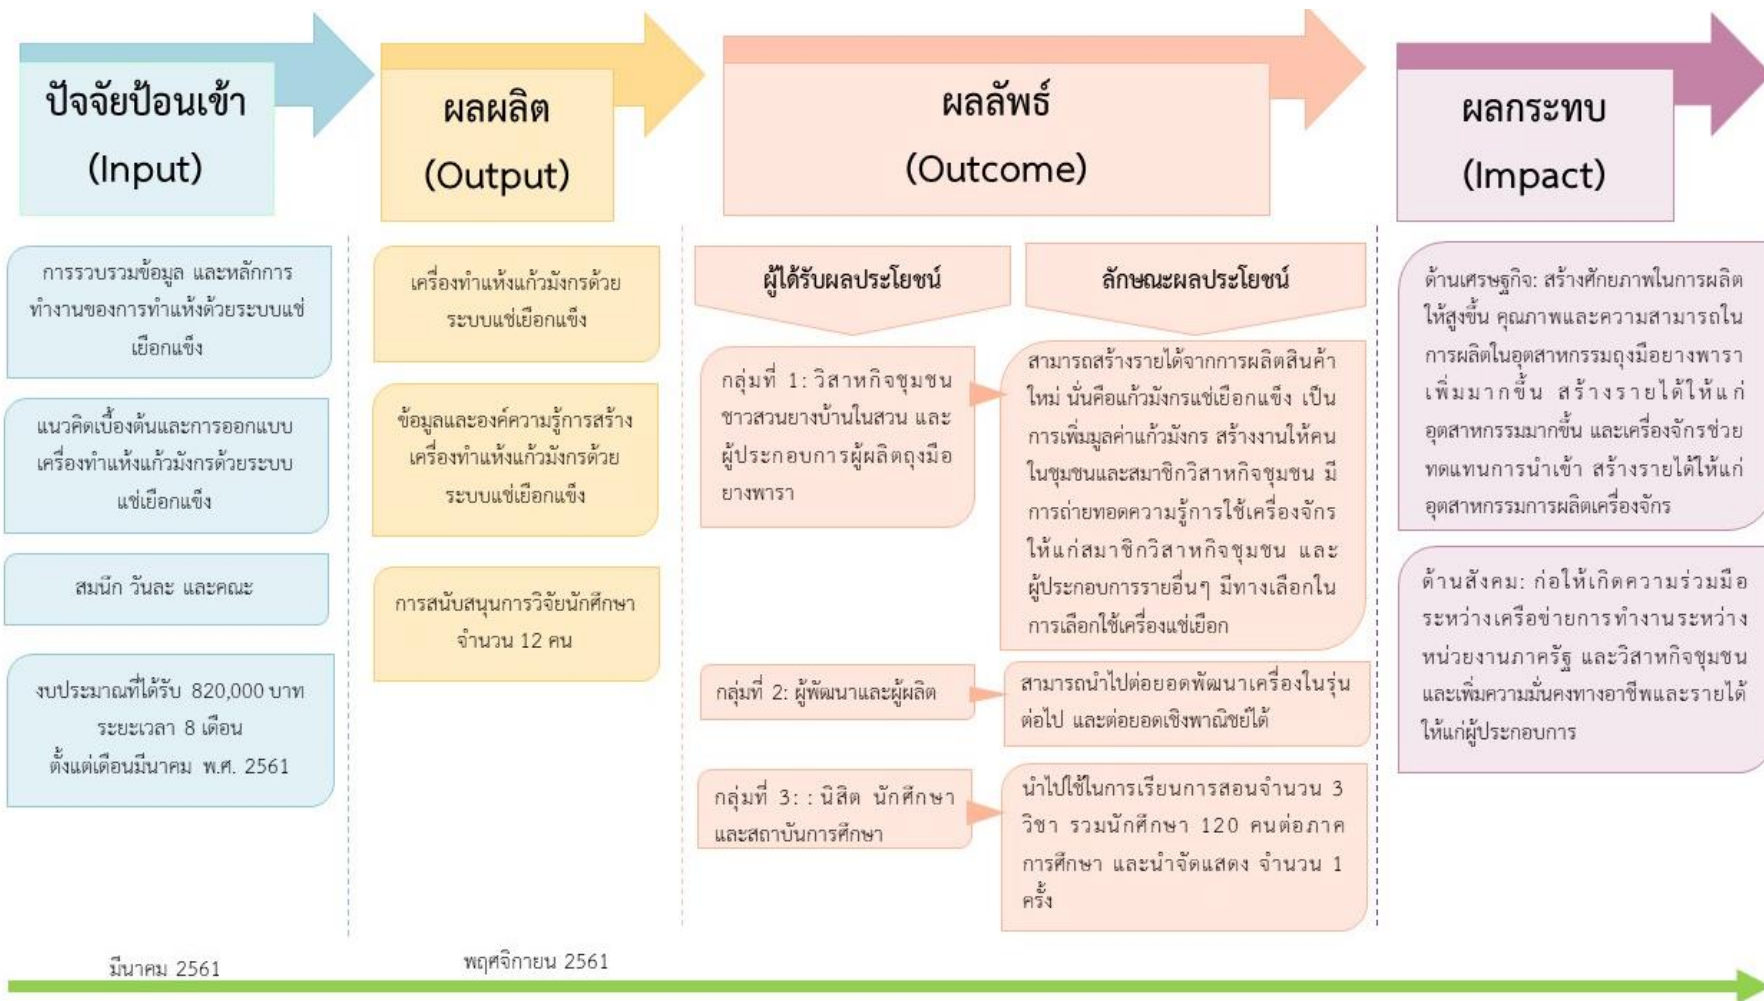 ปัจจัยป้อนเข้า
(Input)
ผลผลิต
(Output)
ผลลัพธ์
(Outcome)
ผลกระทบ
(Impact)
การรวบรวมข้อมูล และหลักการ
ทำงานของการทำแห้งด้วยระบบแช่
เยือกแข็ง
แนวคิดเบื้องต้นและการออกแบบ
เครื่องทำแห้งแก้วมังกรด้วยระบบ
แช่เยือกแข็ง
สมนึก วันละ และคณะ
งบประมาณที่ได้รับ 820,000 บาท
ระยะเวลา 8 เดือน
ตั้งแต่เดือนมีนาคม พ.ศ. 2561
เครื่องทำแห้งแก้วมังกรด้วย
ระบบแช่เยือกแข็ง
ข้อมูลและองค์ความรู้การสร้าง
เครื่องทำแห้งแก้วมังกรด้วย
ระบบแช่เยือกแข็ง
การสนับสนุนการวิจัยนักศึกษา
จำนวน 12 คน
ผู้ได้รับผลประโยชน์
ลักษณะผลประโยชน์
กลุ่มที่ 1: วิสาหกิจชุมชน
ชาวสวนยางบ้านในสวน และ
ผู้ประกอบการผู้ผลิตถุงมือ
ยางพารา
สามารถสร้างรายได้จากการผลิตสินค้า
ใหม่ นั่นคือแก้วมังกรแช่เยือกแข็ง เป็น
การเพิ่มมูลค่าแก้วมังกร สร้างงานให้คน
ในชุมชนและสมาชิกวิสาหกิจชุมชน มี
การถ่ายทอดความรู้การใช้เครื่องจักร
ให้แก่สมาชิกวิสาหกิจชุมชน และ
ผู้ประกอบการรายอื่นๆ มีทางเลือกใน
การเลือกใช้เครื่องแช่เยือก
กลุ่มที่ 2: ผู้พัฒนาและผู้ผลิต
สามารถนำไปต่อยอดพัฒนาเครื่องในรุ่น
ต่อไป และต่อยอดเชิงพาณิชย์ได้
กลุ่มที่ 3: : นิสิต นักศึกษา
และสถาบันการศึกษา
นำไปใช้ในการเรียนการสอนจำนวน 3
วิชา รวมนักศึกษา 120 คนต่อภาค
การศึกษา และนำจัดแสดง จำนวน 1
ครั้ง
ด้านเศรษฐกิจ: สร้างศักยภาพในการผลิต
ให้สูงขึ้น คุณภาพและความสามารถใน
การผลิตในอุตสาหกรรมถุงมือยางพารา
เพิ่มมากขึ้น สร้างรายได้ให้แก่
อุตสาหกรรมมากขึ้น และเครื่องจักรช่วย
ทดแทนการนำเข้า สร้างรายได้ให้แก่
อุตสาหกรรมการผลิตเครื่องจักร
ด้านสังคม: ก่อให้เกิดความร่วมมือ
ระหว่างเครือข่ายการทำงานระหว่าง
หน่วยงานภาครัฐ และวิสาหกิจชุมชน
และเพิ่มความมั่นคงทางอาชีพและรายได้
ให้แก่ผู้ประกอบการ
มีนาคม 2561
พฤศจิกายน 2561